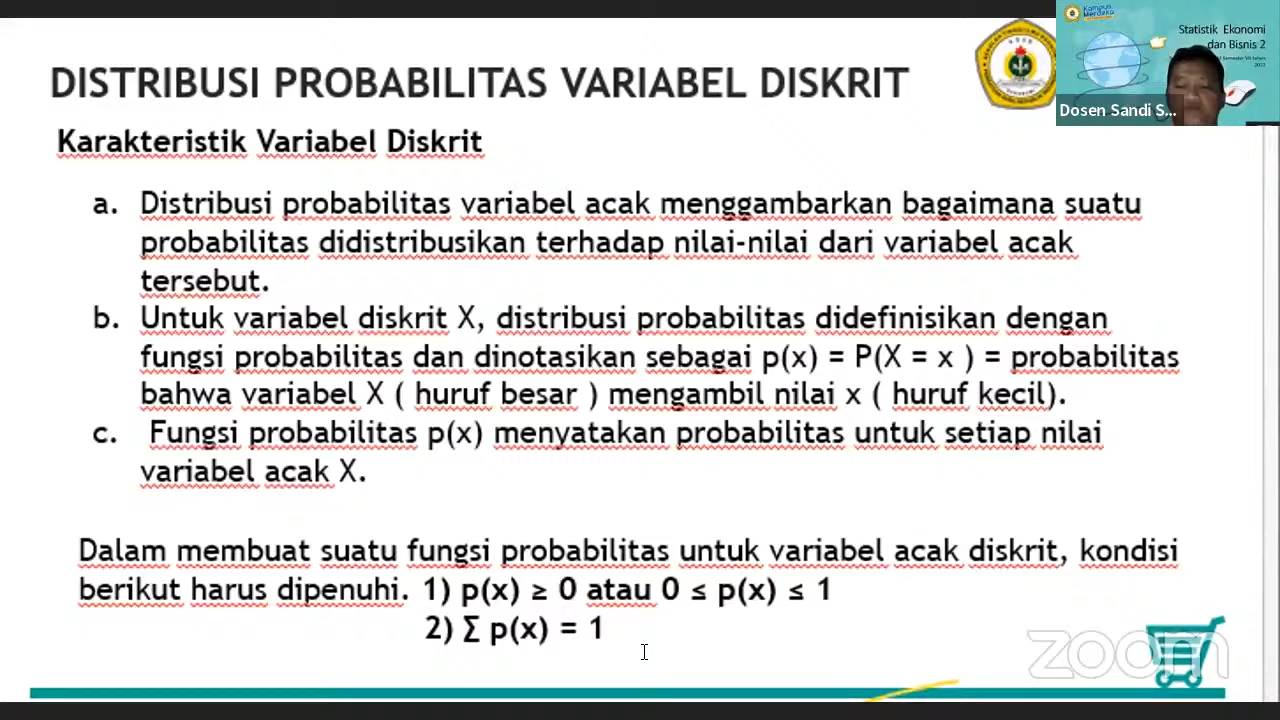 DISTRIBUSI PROBABILITAS VARIABEL DISKRIT
Karakteristik Variabel Diskrit
a. Distribusi probabilitas variabel acak menggambarkan bagaimana suatu
probabilitas didistribusikan terhadap nilai-nilai dari variabel acak
tersebut.
b. Untuk variabel diskrit X, distribusi probabilitas didefinisikan dengan
fungsi probabilitas dan dinotasikan sebagai p(x) = P(X = x ) = probabilitas
bahwa variabel X ( huruf besar ) mengambil nilai x ( huruf kecil).
c. Fungsi probabilitas p(x) menyatakan probabilitas untuk setiap nilai
variabel acak X.
Dalam membuat suatu fungsi probabilitas untuk variabel acak diskrit, kondisi
berikut harus dipenuhi. 1) p(x) ≥ 0 atau 0 ≤ p(x) ≤ 1
2) ∑ p(x) = 1
Kampus
Merdeka
Statistik Ekonomi
dan Bisnis 2
Dosen Sandi S...
zoom